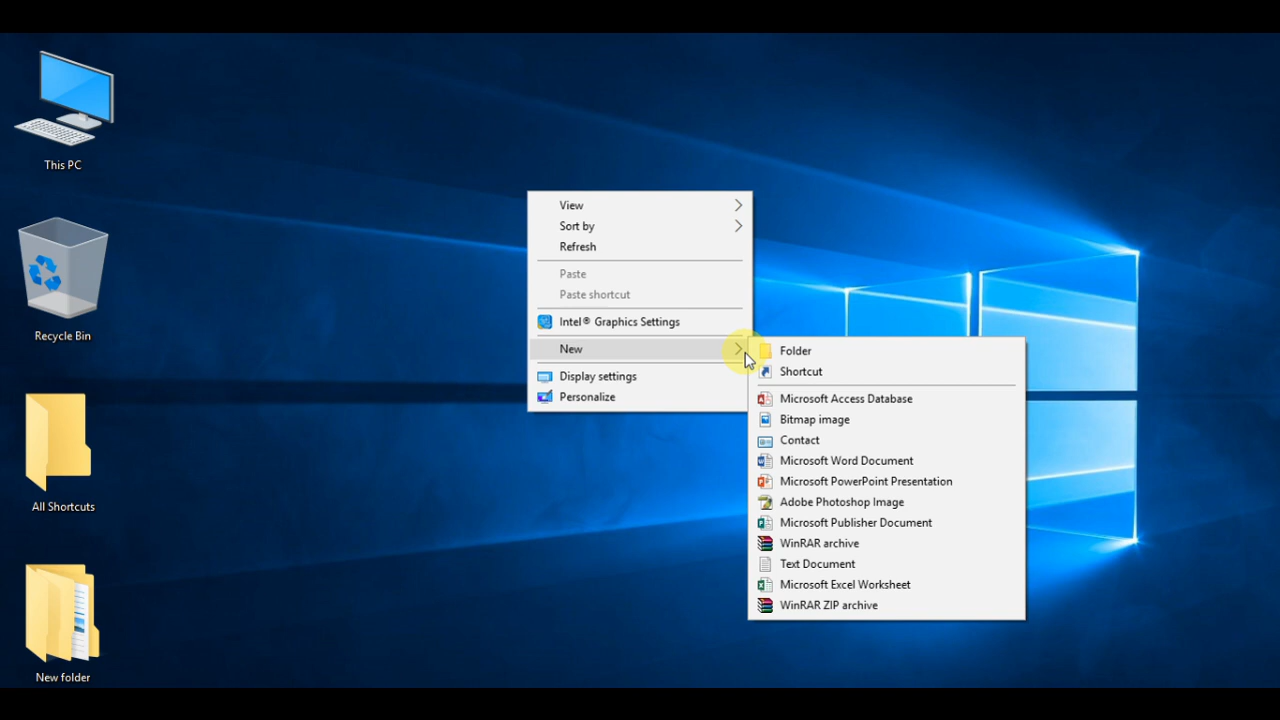 This PC
Recycle Bin
All Shortcuts
New folder
View
Sort by
Refresh
Paste
Paste shortcut
Intel® Graphics Settings
New
Display settings
Personalize
Folder
Shortcut
Microsoft Access Database
Bitmap image
Contact
Microsoft Word Document
Microsoft PowerPoint Presentation
Adobe Photoshop Image
Microsoft Publisher Document
WinRAR archive
Text Document
Microsoft Excel Worksheet
WinRAR ZIP archive